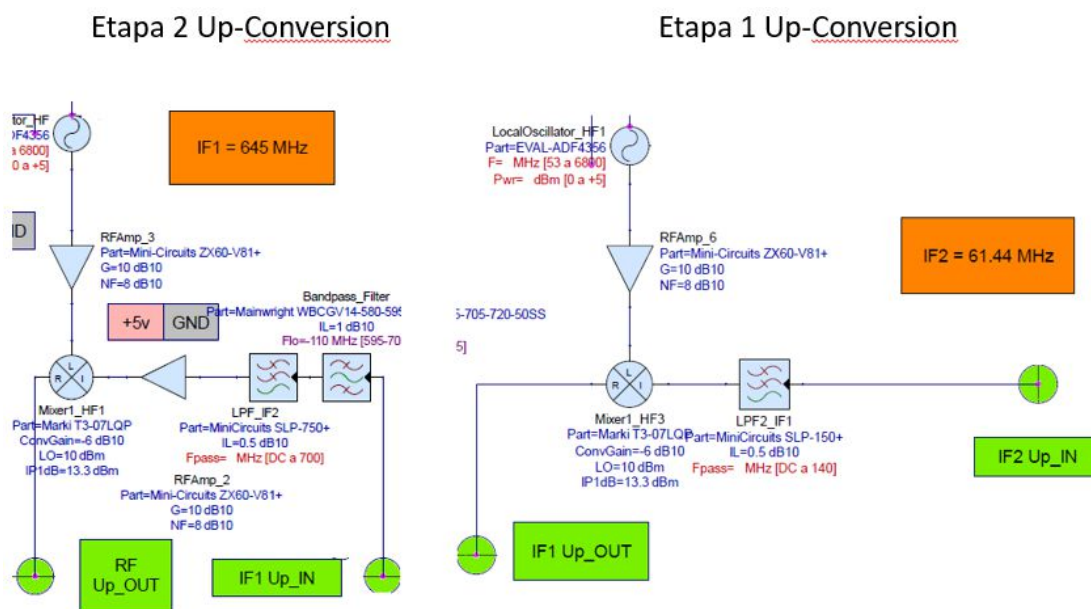 Etapa 2 Up-Conversion
Etapa 1 Up-Conversion
tor_HF
DF4356
a 6800]
0 a +5]
IF1 = 645 MHz
ND
RFAmp_3
Part=Mini-Circuits ZX60-V81+
G=10 dB10
NF=8 dB10
+5v
GND
Bandpass_Filter
Part=Mainwright WBCGV14-580-595
IL=1 dB10
Flo=-110 MHz [595-70
L
R
I
Mixer1_HF1
Part=Marki T3-07LQP
ConvGain=-6 dB10
LO=10 dBm
IP1dB=13.3 dBm
LPF_IF2
Part=MiniCircuits SLP-750+
IL=0.5 dB10
Fpass= MHz [DC a 700]
RFAmp_2
Part=Mini-Circuits ZX60-V81+
G=10 dB10
NF=8 dB10
RF
Up_OUT
IF1 Up_IN
LocalOscillator_HF1
Part=EVAL-ADF4356
F= MHz [53 a 6800]
Pwr= dBm [0 a +5]
RFAmp_6
Part=Mini-Circuits ZX60-V81+
G=10 dB10
NF=8 dB10
IF2 = 61.44 MHz
5-705-720-50SS
5]
L
R
I
Mixer1_HF3
Part=Marki T3-07LQP
ConvGain=-6 dB10
LO=10 dBm
IP1dB=13.3 dBm
LPF2_IF1
Part=MiniCircuits SLP-150+
IL=0.5 dB10
Fpass= MHz [DC a 140]
IF2 Up_IN
IF1 Up_OUT